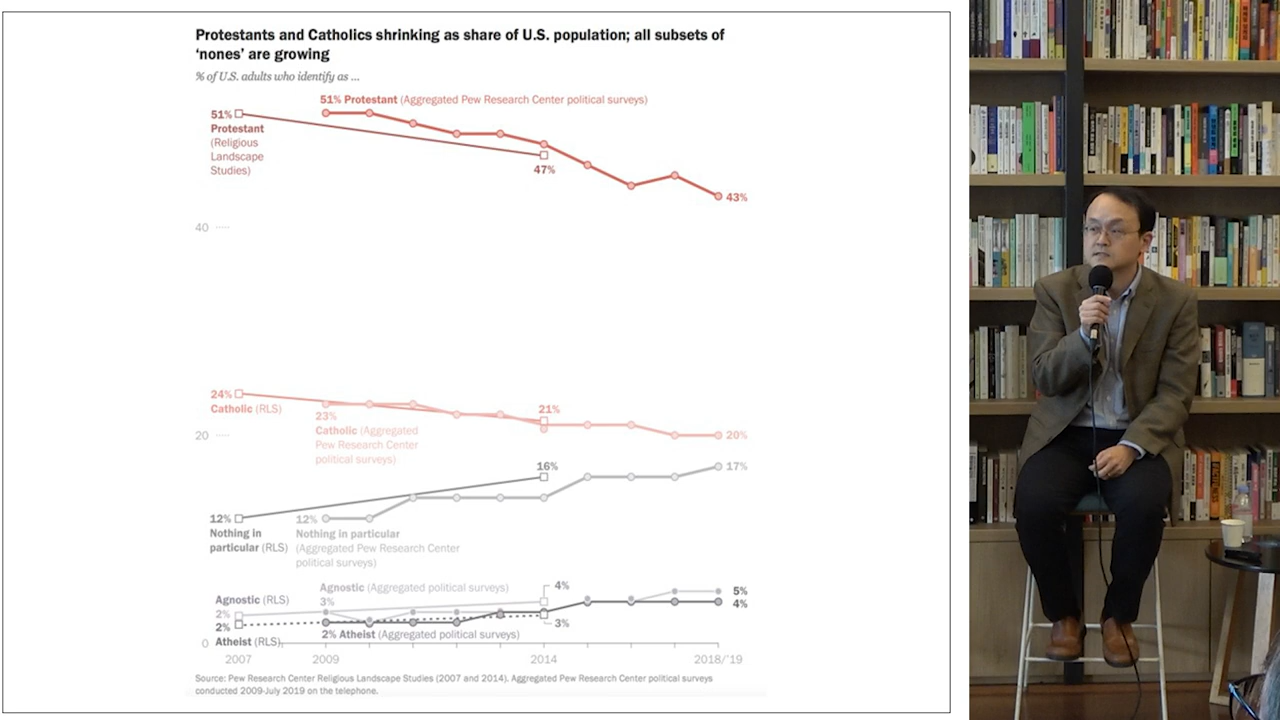 Protestants and Catholics shrinking as share of U.S. population; all subsets of
‘nones’ are growing
% of U.S. adults who identify as ...
51% Protestant (Aggregated Pew Research Center political surveys)
51%
Protestant
(Religious
Landscape
Studies)
47%
43%
40
24%
Catholic (RLS)
23%
Catholic (Aggregated
Pew Research Center
political surveys)
21%
20%
20
16%
17%
12%
Nothing in
particular (RLS)
12%
Nothing in particular
(Aggregated Pew Research Center
political surveys)
Agnostic (Aggregated political surveys)
3%
4%
5%
4%
Agnostic (RLS)
2%
2%
Atheist (RLS)
3%
2% Atheist (Aggregated political surveys)
0
2007
2009
2014
2018/'19
Source: Pew Research Center Religious Landscape Studies (2007 and 2014). Aggregated Pew Research Center political surveys
conducted 2009-July 2019 on the telephone.